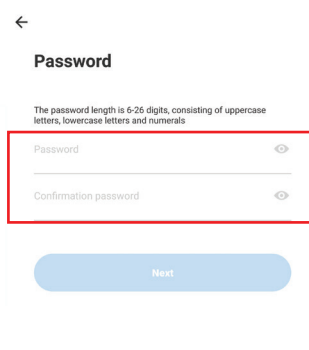 Password
The password length is 6-26 digits, consisting of uppercase
letters, lowercase letters and numerals
Password
Confirmation password
Next